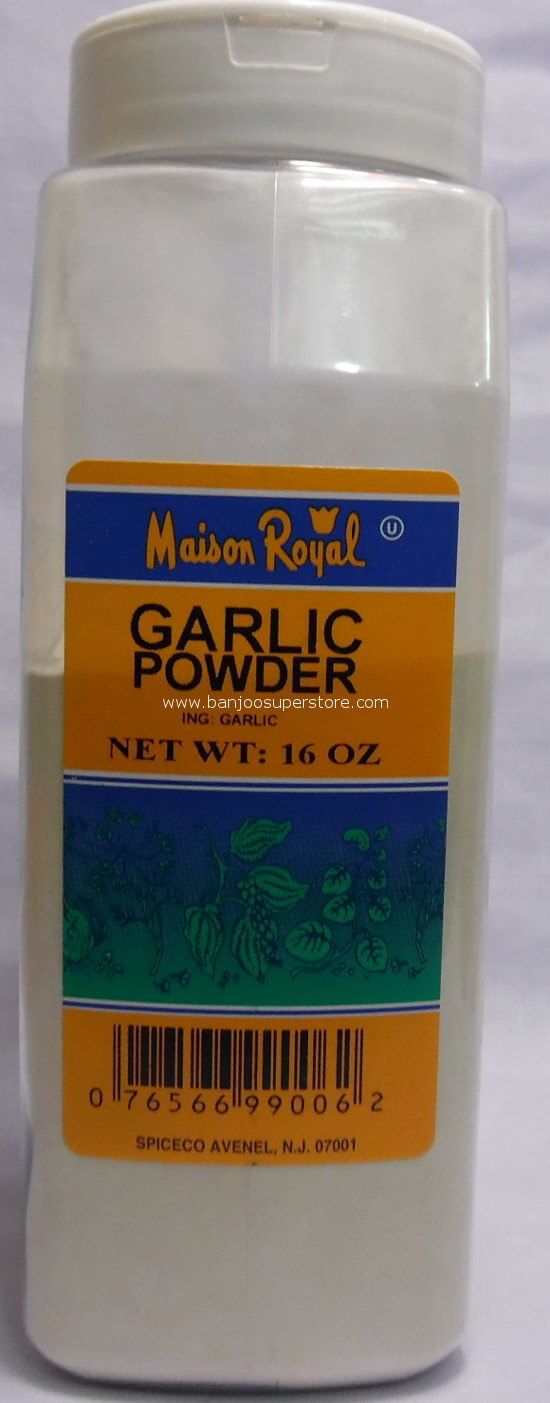 Maison Royal
U
GARLIC
POWDER
www.banjoosuperstore.com
ING: GARLIC
NET WT: 16 OZ
0 76566 99006 2
SPICECO AVENEL, N.J. 07001